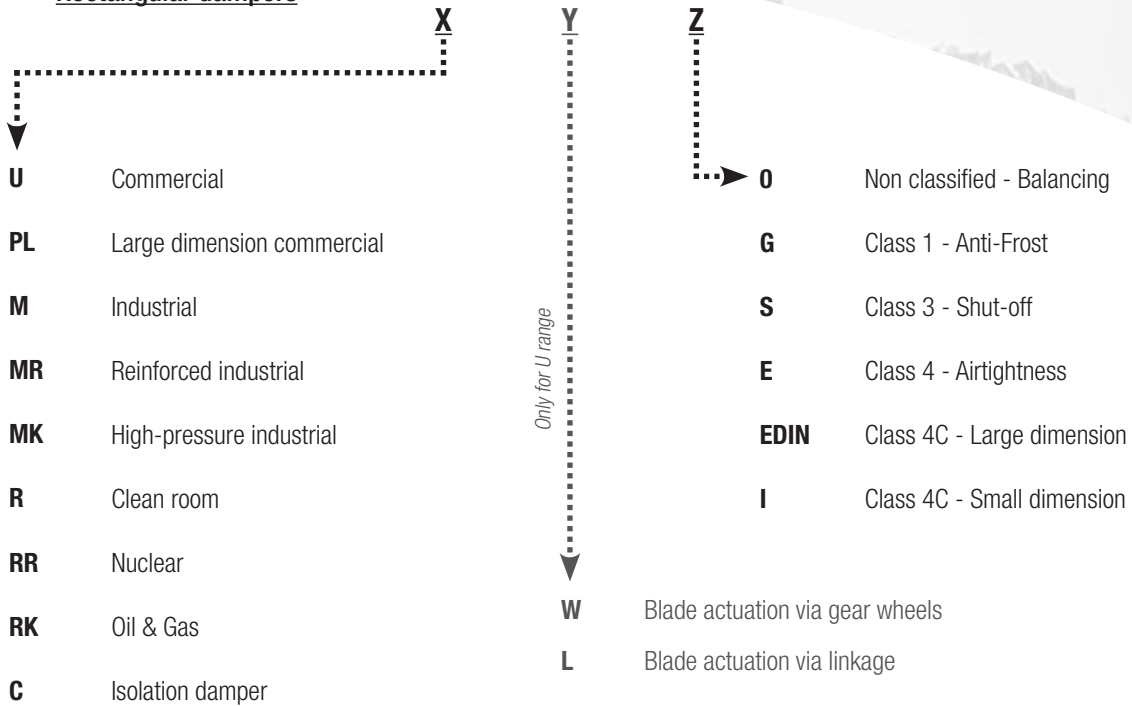 Rectangular dampers
X Y Z
U Commercial
PL Large dimension commercial
M Industrial
MR Reinforced industrial
MK High-pressure industrial
R Clean room
RR Nuclear
RK Oil & Gas
C Isolation damper
Only for U range
W Blade actuation via gear wheels
L Blade actuation via linkage
0 Non classified - Balancing
G Class 1 - Anti-Frost
S Class 3 - Shut-off
E Class 4 - Airtightness
EDIN Class 4C - Large dimension
I Class 4C - Small dimension